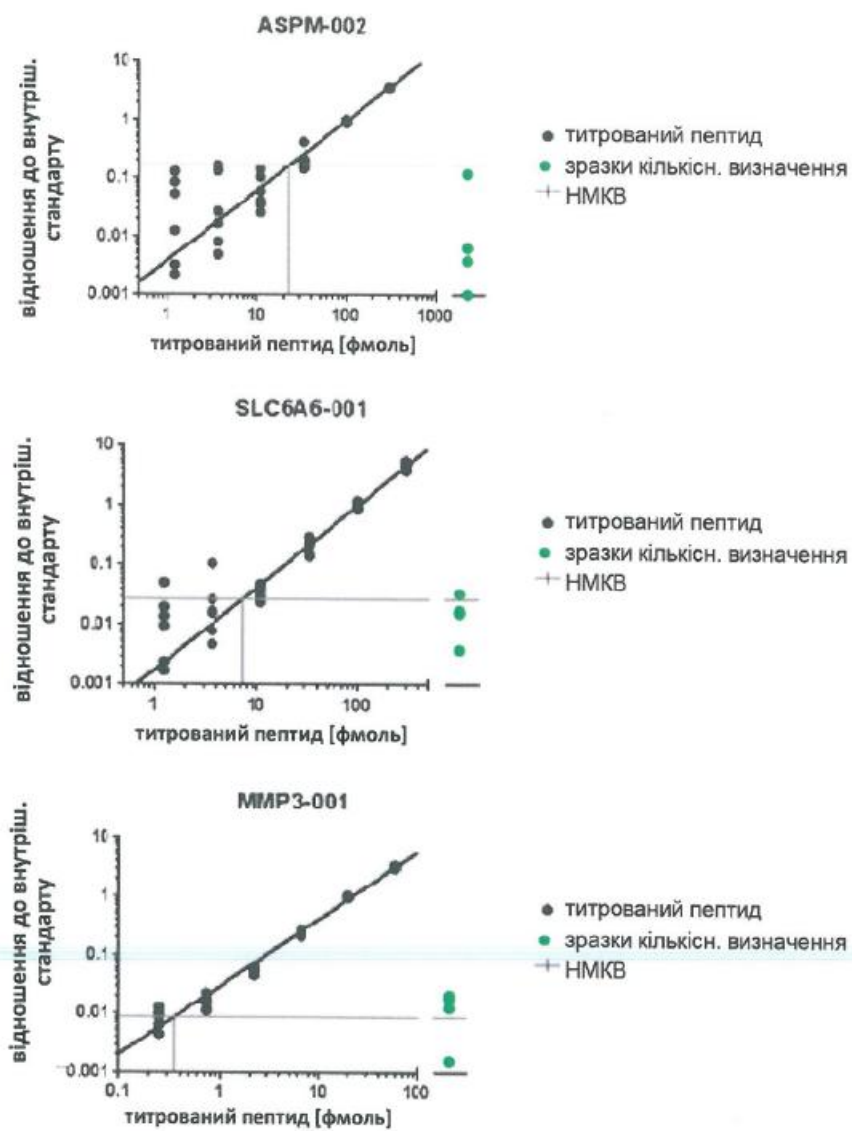 ASPM-002
відношення до внутріш.
стандарту
10
1
0.1
0.01
0.001
1
10
100
1000
титрований пептид [фмоль]
титрований пептид
зразки кількісн. визначення
НМКВ
SLC6A6-001
відношення до внутріш.
стандарту
10
1
0.1
0.01
0.001
1
10
100
титрований пептид [фмоль]
титрований пептид
зразки кількісн. визначення
НМКВ
MMP3-001
відношення до внутріш.
стандарту
10
1
0.1
0.01
0.001
0.1
1
10
100
титрований пептид [фмоль]
титрований пептид
зразки кількісн. визначення
НМКВ